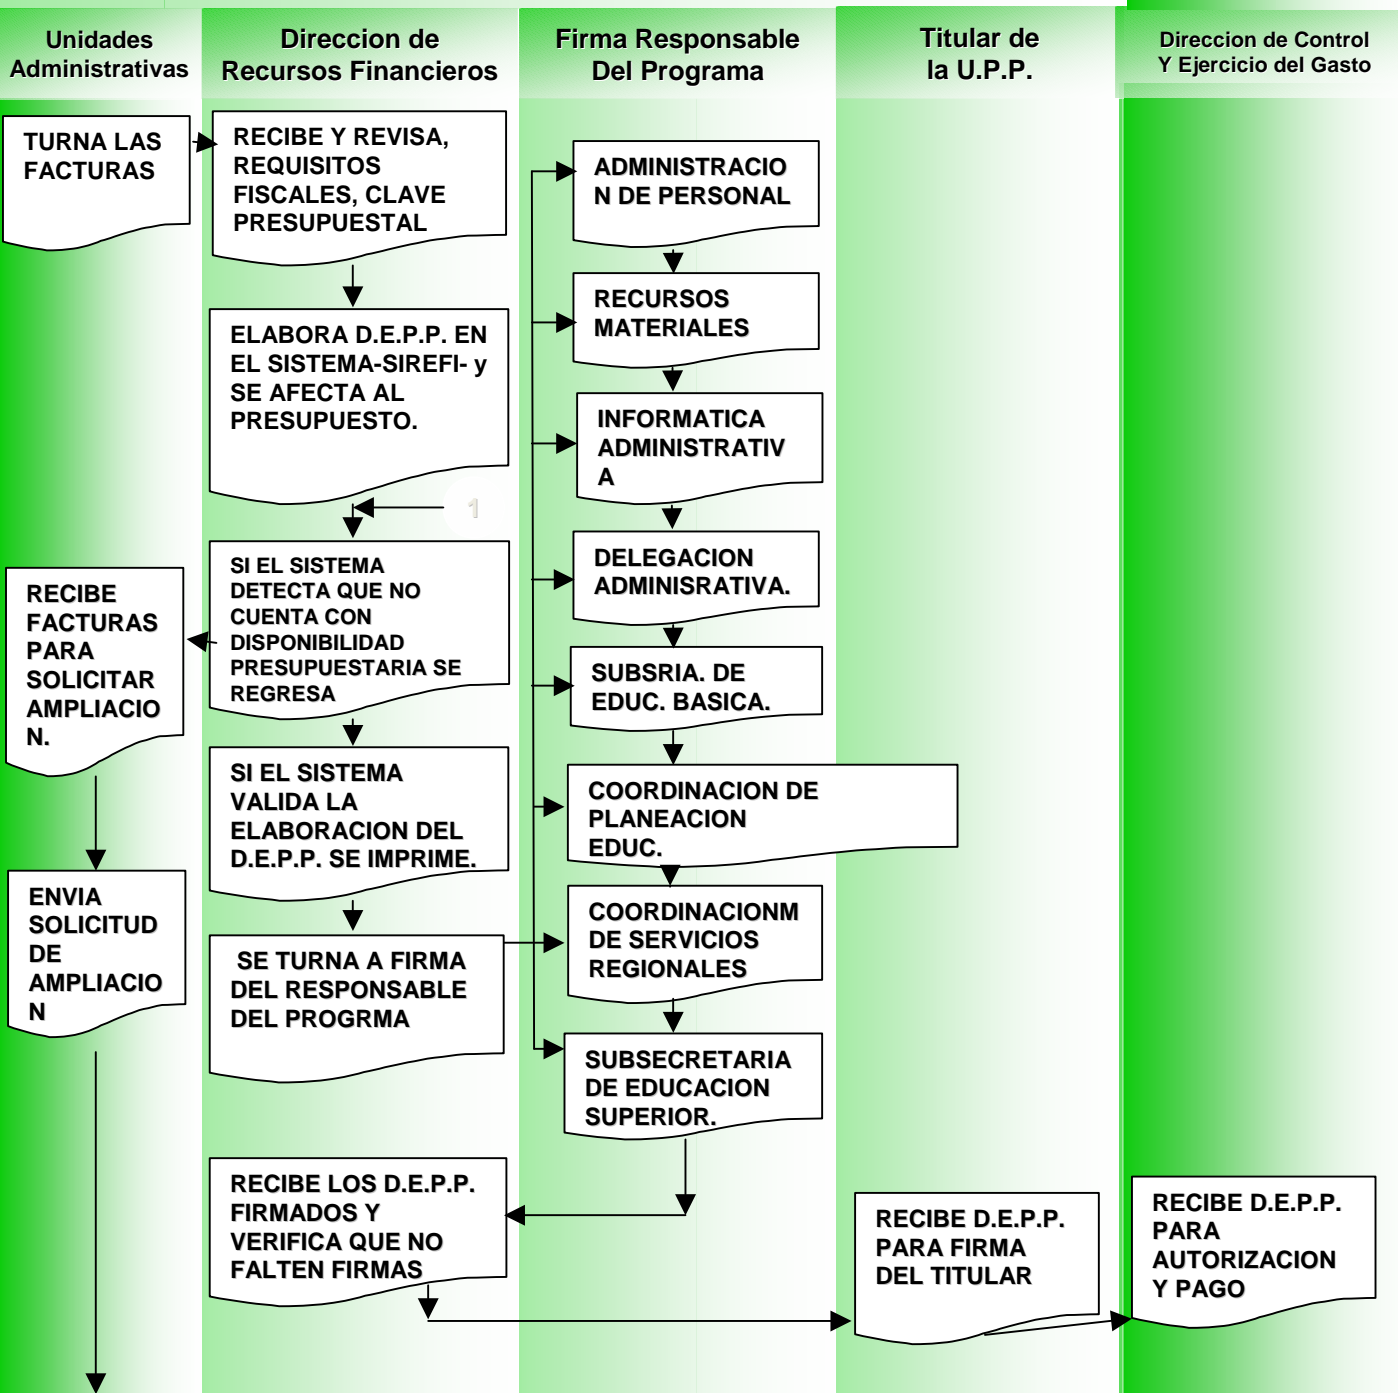 Unidades
Administrativas
Direccion de
Recursos Financieros
Firma Responsable
Del Programa
Titular de
la U.P.P.
Direccion de Control
Y Ejercicio del Gasto
TURNA LAS
FACTURAS
RECIBE Y REVISA,
REQUISITOS
FISCALES, CLAVE
PRESUPUESTAL
ELABORA D.E.P.P. EN
EL SISTEMA-SIREFI- y
SE AFECTA AL
PRESUPUESTO.
1
SI EL SISTEMA
DETECTA QUE NO
CUENTA CON
DISPONIBILIDAD
PRESUPUESTARIA SE
REGRESA
RECIBE
FACTURAS
PARA
SOLICITAR
AMPLIACIO
N.
ENVIA
SOLICITUD
DE
AMPLIACIO
N
SI EL SISTEMA
VALIDA LA
ELABORACION DEL
D.E.P.P. SE IMPRIME.
SE TURNA A FIRMA
DEL RESPONSABLE
DEL PROGRMA
ADMINISTRACIO
N DE PERSONAL
RECURSOS
MATERIALES
INFORMATICA
ADMINISTRATIV
A
DELEGACION
ADMINISRATIVA.
SUBSRIA. DE
EDUC. BASICA.
COORDINACION DE
PLANEACION
EDUC.
COORDINACIONM
DE SERVICIOS
REGIONALES
SUBSECRETARIA
DE EDUCACION
SUPERIOR.
RECIBE LOS D.E.P.P.
FIRMADOS Y
VERIFICA QUE NO
FALTEN FIRMAS
RECIBE D.E.P.P.
PARA FIRMA
DEL TITULAR
RECIBE D.E.P.P.
PARA
AUTORIZACION
Y PAGO